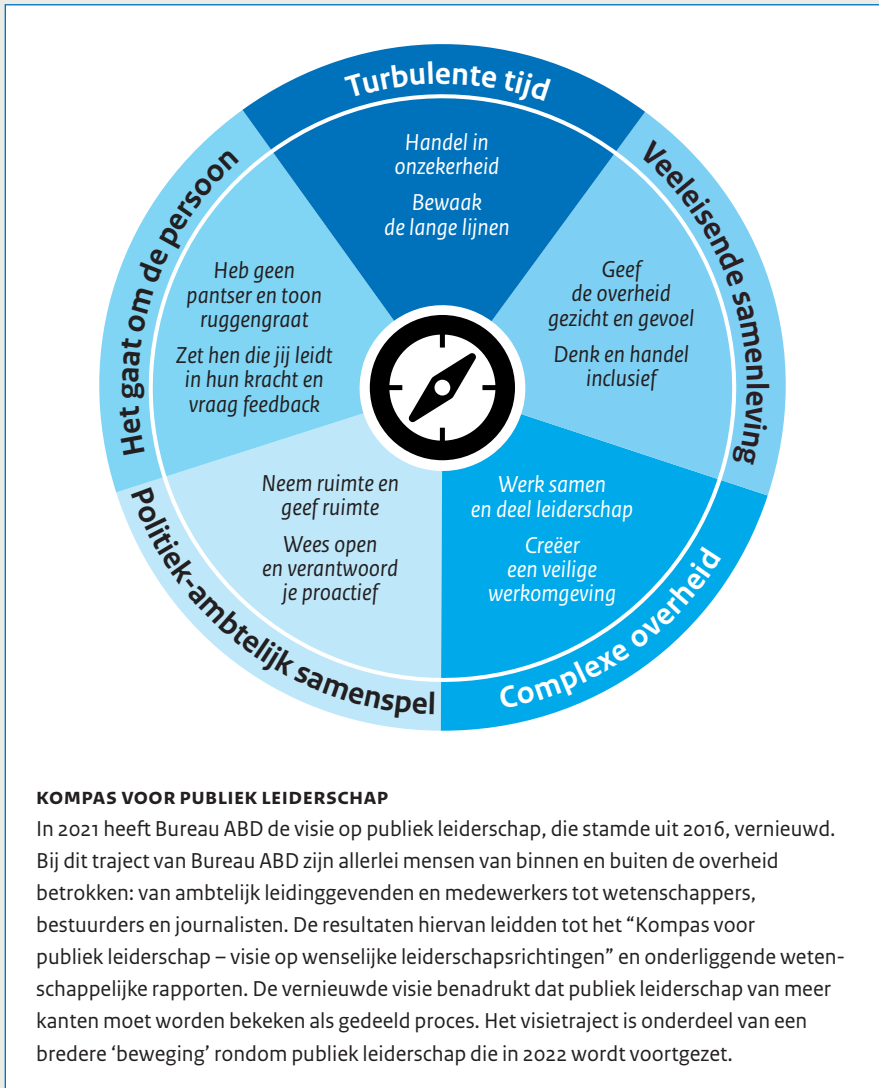 Turbulente tijd
Handel in
onzekerheid
Bewaak
de lange lijnen
Veeleisende samenleving
Geef
de overheid
gezicht en gevoel
Denk en handel
inclusief
Complexe overheid
Werk samen
en deel leiderschap
Creëer
een veilige
werkomgeving
Politiek-ambtelijk samenspel
Neem ruimte en
geef ruimte
Wees open
en verantwoord
je proactief
Het gaat om de persoon
Heb geen
pantser en toon
ruggengraat
Zet hen die jij leidt
in hun kracht en
vraag feedback
KOMPAS VOOR PUBLIEK LEIDERSCHAP
In 2021 heeft Bureau ABD de visie op publiek leiderschap, die stamde uit 2016, vernieuwd.
Bij dit traject van Bureau ABD zijn allerlei mensen van binnen en buiten de overheid
betrokken: van ambtelijk leidinggevenden en medewerkers tot wetenschappers,
bestuurders en journalisten. De resultaten hiervan leidden tot het “Kompas voor
publiek leiderschap – visie op wenselijke leiderschapsrichtingen” en onderliggende weten-
schappelijke rapporten. De vernieuwde visie benadrukt dat publiek leiderschap van meer
kanten moet worden bekeken als gedeeld proces. Het visietraject is onderdeel van een
bredere ‘beweging’ rondom publiek leiderschap die in 2022 wordt voortgezet.